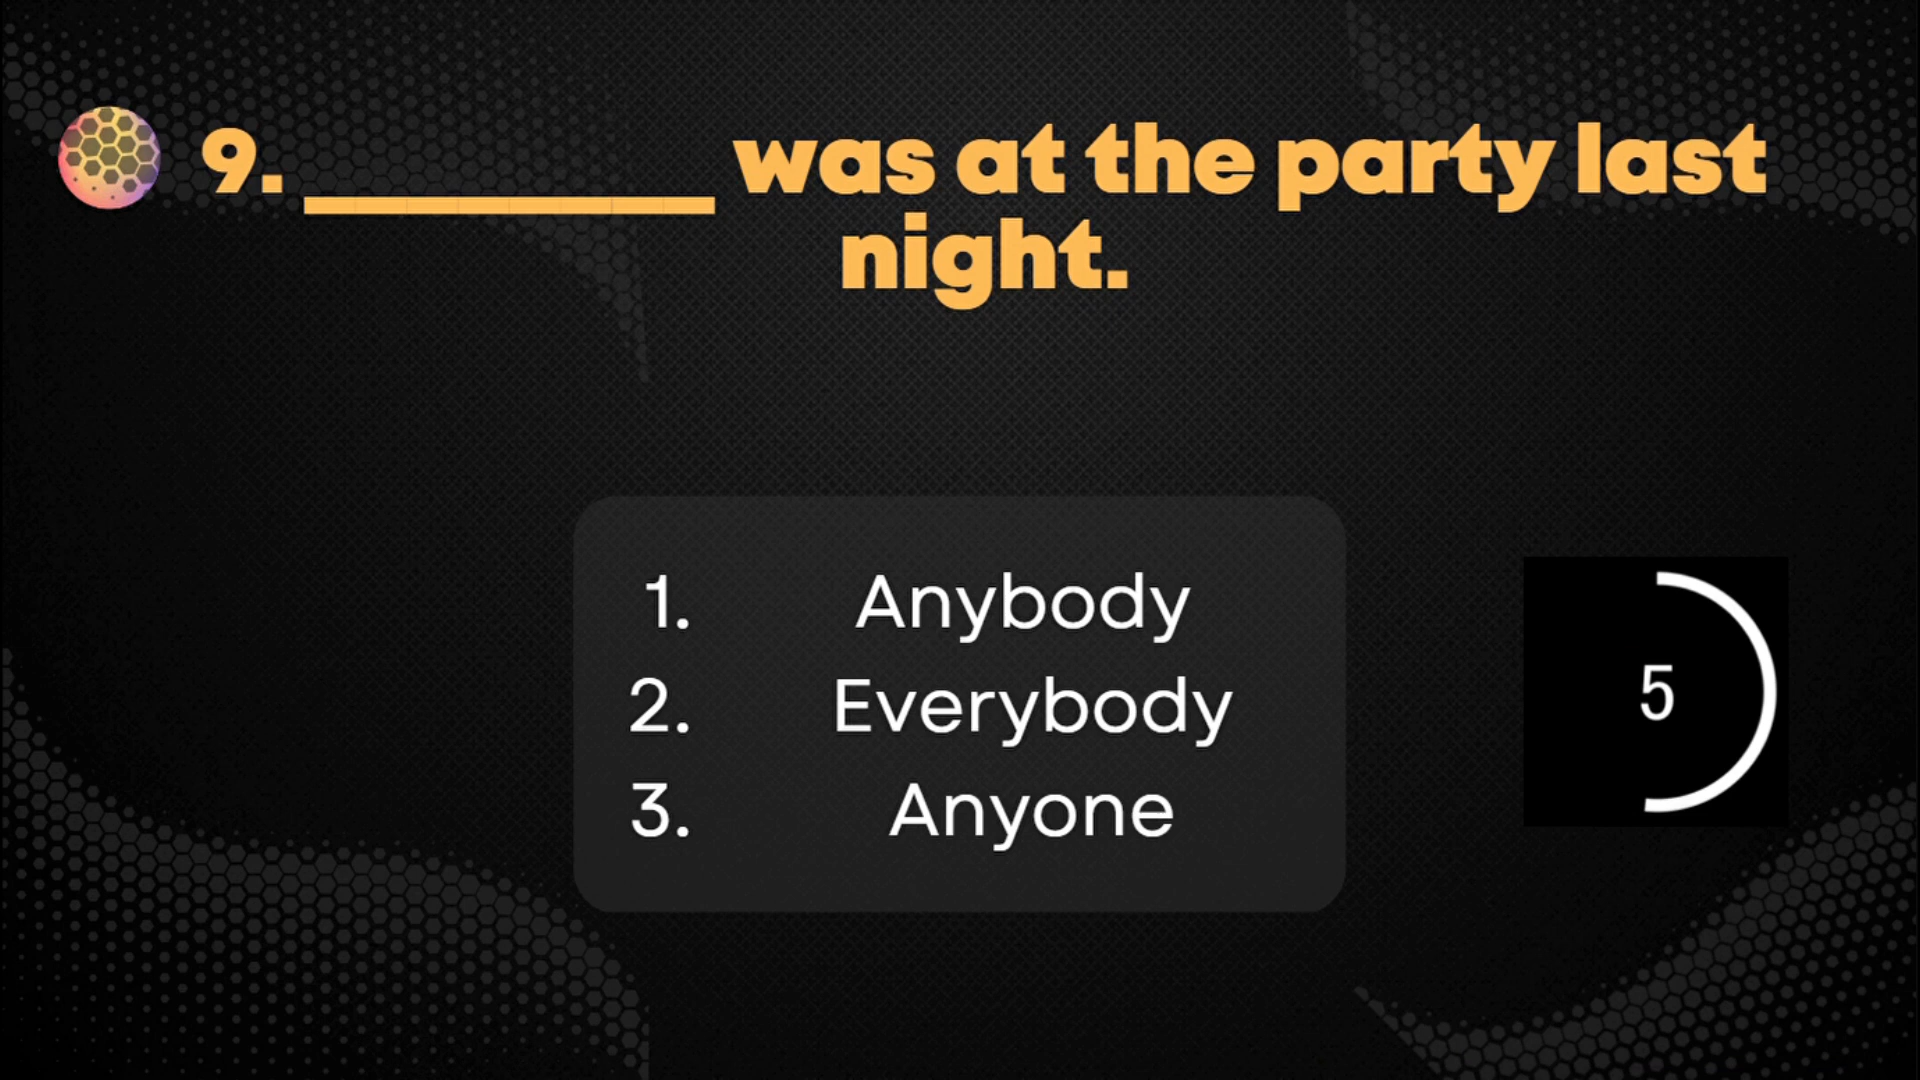 9. ________ was at the party last
night.
1. Anybody
2. Everybody
3. Anyone
5